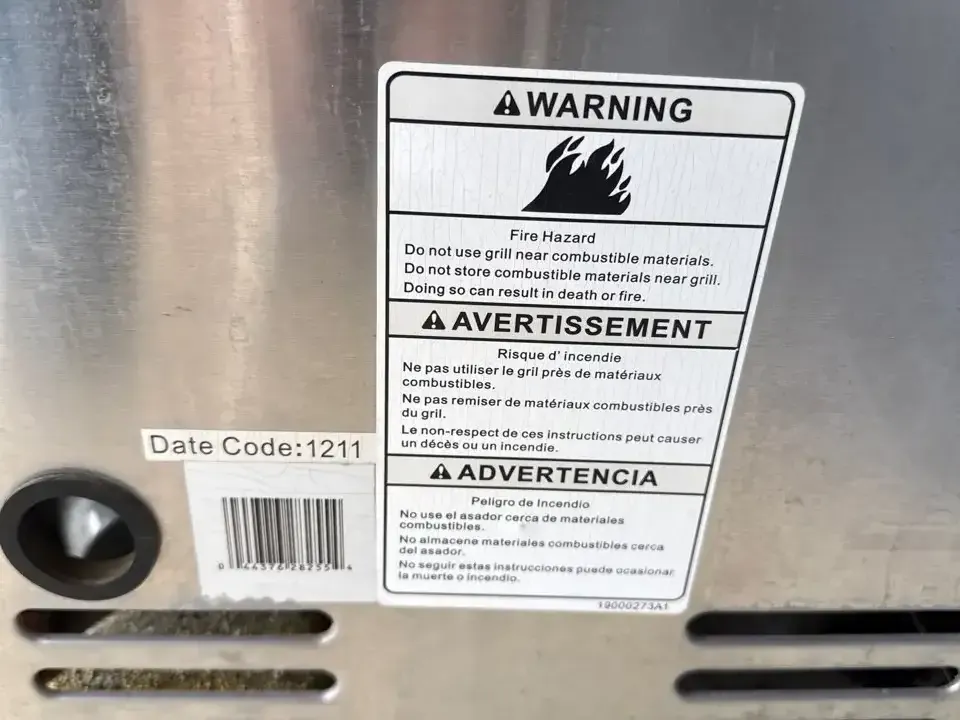 WARNING
Fire Hazard
Do not use grill near combustible materials.
Do not store combustible materials near grill.
Doing so can result in death or fire.
AVERTISSEMENT
Risque d' incendie
Ne pas utiliser le gril près de matériaux
combustibles.
Ne pas remiser de matériaux combustibles près
du gril.
Le non-respect de ces instructions peut causer
un décès ou un incendie.
ADVERTENCIA
Peligro de Incendio
No use el asador cerca de materiales
combustibles.
No almacene materiales combustibles cerca
del asador.
No seguir estas instrucciones puede ocasionar
la muerte o incendio.
19000273A1
Date Code:1211
0 44376 28255 4